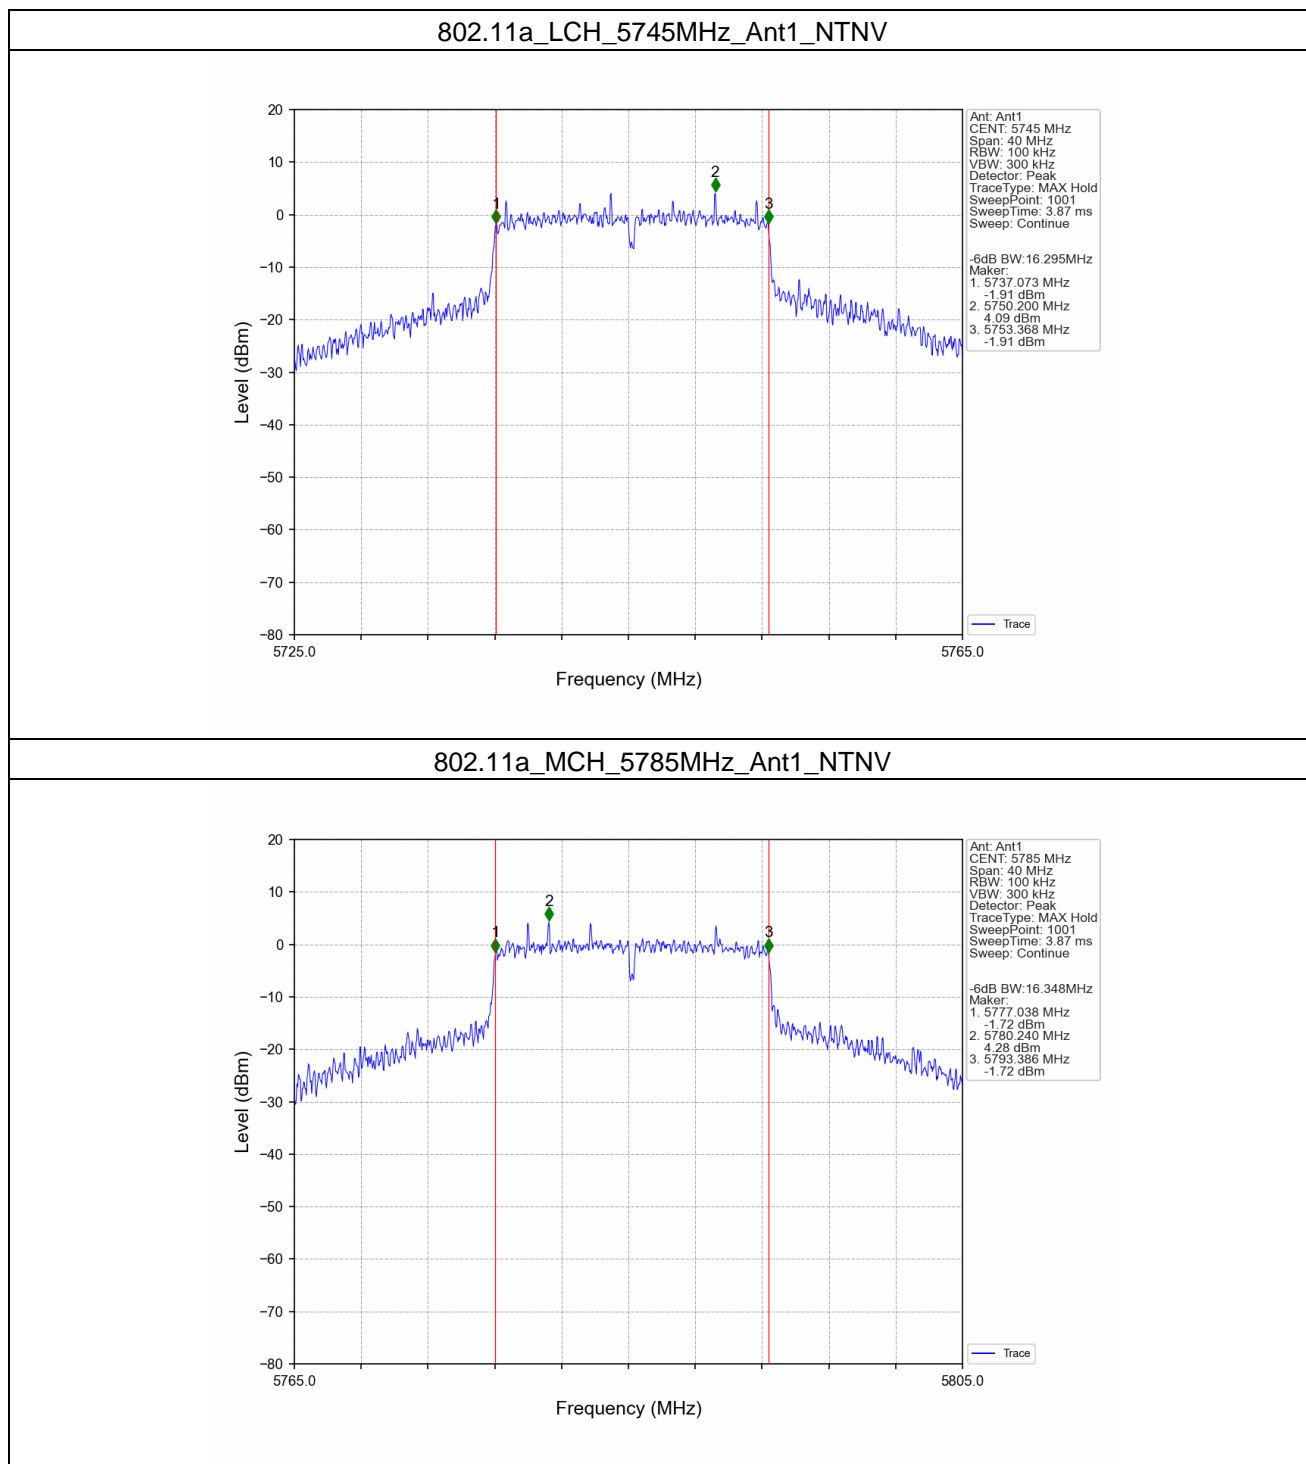 802.11a_LCH_5745MHz_Ant1_NTNV
20
10
0
−10
−20
−30
−40
−50
−60
−70
−80
Level (dBm)
1
2
3
5725.0
5765.0
Frequency (MHz)
Ant: Ant1
CENT: 5745 MHz
Span: 40 MHz
RBW: 100 kHz
VBW: 300 kHz
Detector: Peak
TraceType: MAX Hold
SweepPoint: 1001
SweepTime: 3.87 ms
Sweep: Continue
-6dB BW:16.295MHz
Maker:
1. 5737.073 MHz
-1.91 dBm
2. 5750.200 MHz
4.09 dBm
3. 5753.368 MHz
-1.91 dBm
Trace
802.11a_MCH_5785MHz_Ant1_NTNV
20
10
0
−10
−20
−30
−40
−50
−60
−70
−80
Level (dBm)
1
2
3
5765.0
5805.0
Frequency (MHz)
Ant: Ant1
CENT: 5785 MHz
Span: 40 MHz
RBW: 100 kHz
VBW: 300 kHz
Detector: Peak
TraceType: MAX Hold
SweepPoint: 1001
SweepTime: 3.87 ms
Sweep: Continue
-6dB BW:16.348MHz
Maker:
1. 5777.038 MHz
-1.72 dBm
2. 5780.240 MHz
4.28 dBm
3. 5793.386 MHz
-1.72 dBm
Trace